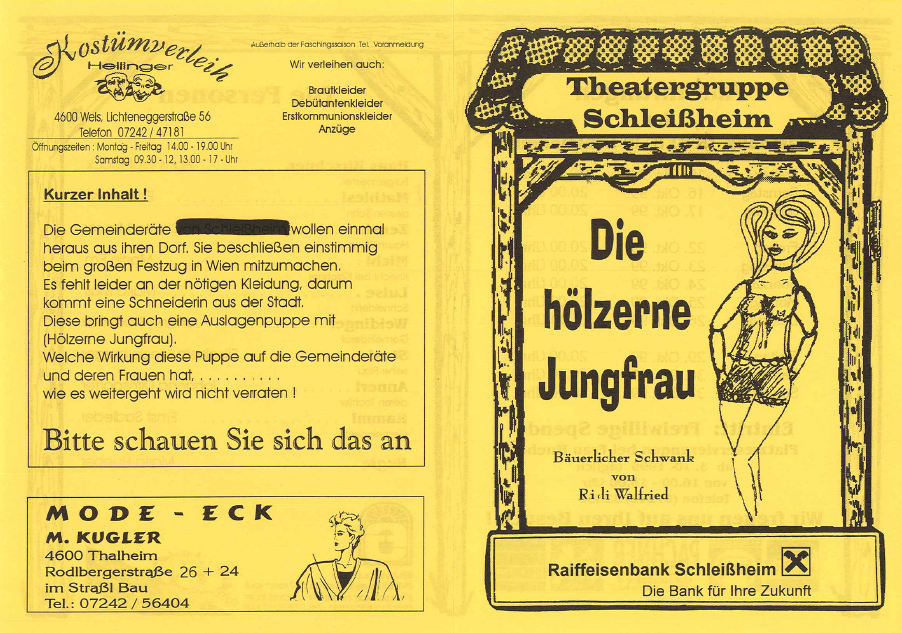 Kostümverleih
Hellinger
4600 Wels, Lichteneggerstraße 56
Telefon 07242 / 47181
Öffnungszeiten : Montag - Freitag 14.00 - 19.00 Uhr
Samstag 09.30 - 12, 13.00 - 17 - Uhr
Außerhalb der Faschingssaison Tel. Voranmeldung
Wir verleihen auch:
Brautkleider
Debütantenkleider
Erstkommunionskleider
Anzüge
Kurzer Inhalt !
Die Gemeinderäte von Schleißheim wollen einmal
heraus aus ihren Dorf. Sie beschließen einstimmig
beim großen Festzug in Wien mitzumachen.
Es fehlt leider an der nötigen Kleidung, darum
kommt eine Schneiderin aus der Stadt.
Diese bringt auch eine Auslagenpuppe mit
(Hölzerne Jungfrau).
Welche Wirkung diese Puppe auf die Gemeinderäte
und deren Frauen hat, . . . . . . . . . .
wie es weitergeht wird nicht verraten !
Bitte schauen Sie sich das an
MODE - ECK
M. KUGLER
4600 Thalheim
Rodlbergerstraße 26 + 24
im Straßl Bau
Tel.: 07242 / 56404
Theatergruppe
Schleißheim
Die
hölzerne
Jungfrau
Bäuerlicher Schwank
von
Ridi Walfried
Raiffeisenbank Schleißheim
Die Bank für Ihre Zukunft